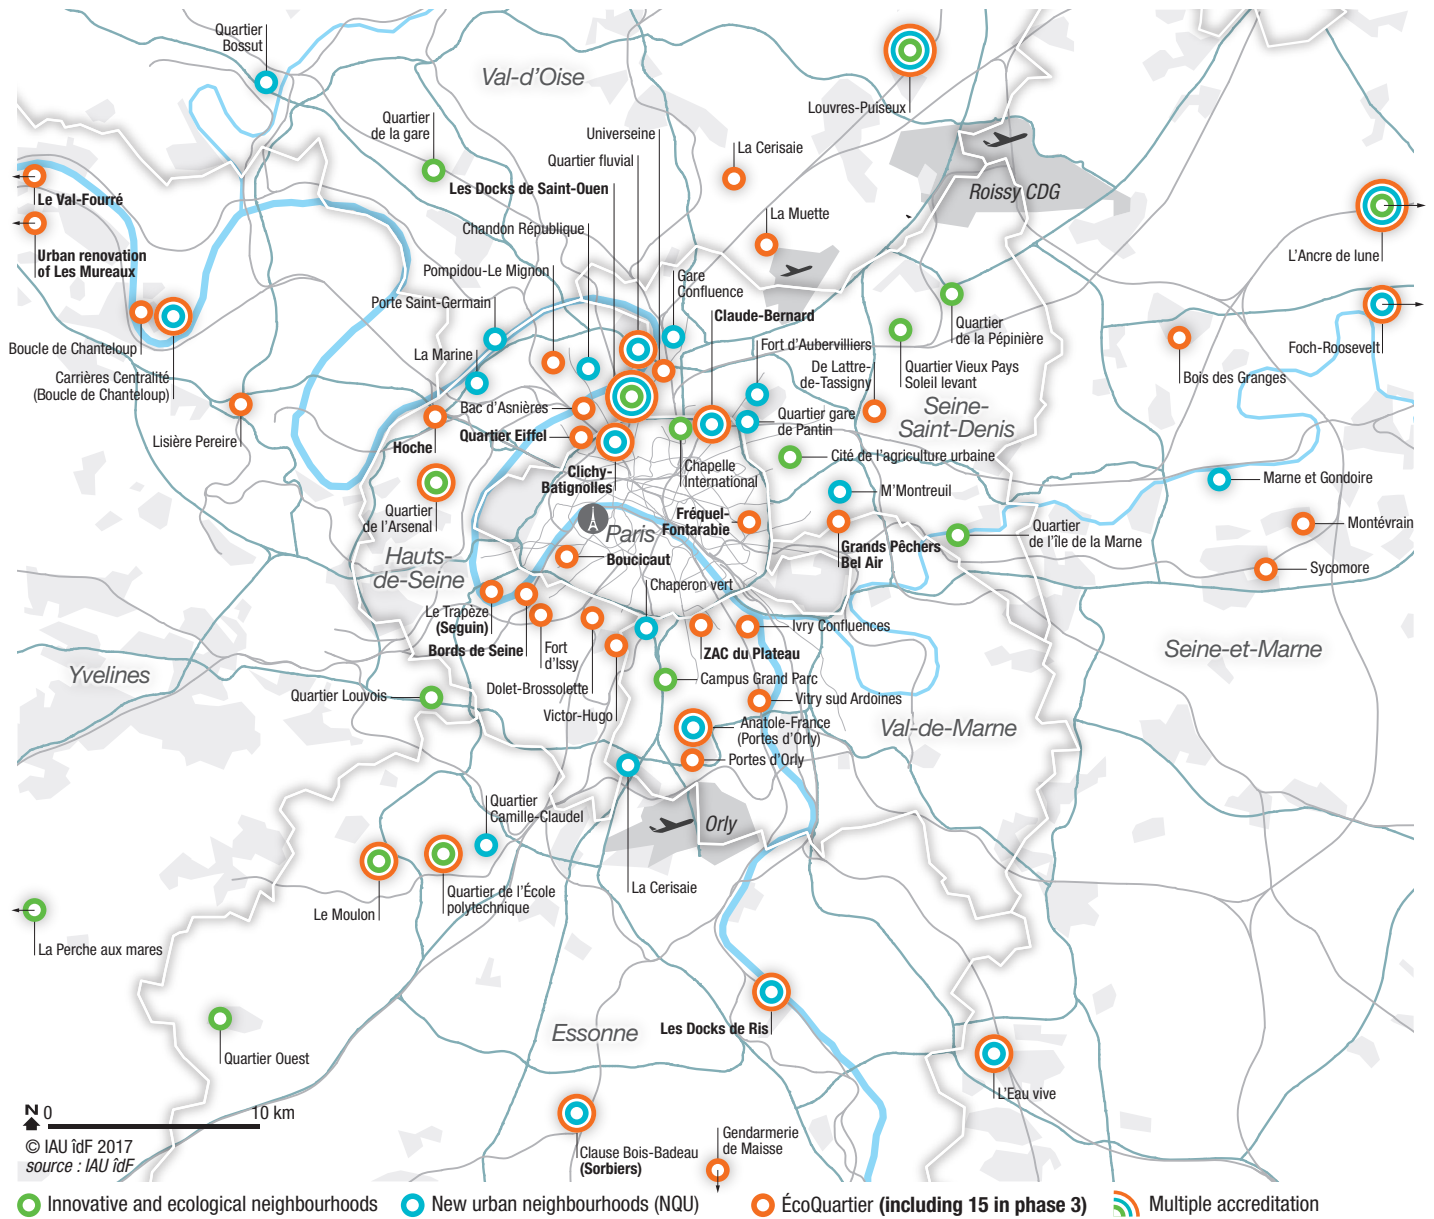 Quartier
Bossut
Val-d’Oise
Louvres-Puiseux
Quartier
de la gare
Universeine
La Cerisaie
Quartier fluvial
Les Docks de Saint-Ouen
Roissy CDG
Le Val-Fourré
La Muette
Chandon République
Urban renovation
of Les Mureaux
L’Ancre de lune
Pompidou-Le Mignon
Gare
Confluence
Porte Saint-Germain
Claude-Bernard
Quartier
de la Pépinière
Fort d’Aubervilliers
Boucle de Chanteloup
La Marine
De Lattre-
de-Tassigny
Quartier Vieux Pays
Soleil levant
Foch-Roosevelt
Bois des Granges
Carrières Centralité
(Boucle de Chanteloup)
Bac d’Asnières
Seine-
Saint-Denis
Quartier gare
de Pantin
Lisière Pereire
Hoche
Quartier Eiffel
Cité de l’agriculture urbaine
Clichy-
Batignolles
Chapelle
International
Marne et Gondoire
M’Montreuil
Quartier
de l’Arsenal
Fréquel-
Fontarabie
Paris
Montévrain
Quartier
de l’Île de la Marne
Grands Pêchers
Bel Air
Hauts-
de-Seine
Boucicaut
Sycomore
Chaperon vert
Le Trapèze
(Seguin)
Ivry Confluences
Bords de Seine
Fort
d’Issy
ZAC du Plateau
Seine-et-Marne
Yvelines
Campus Grand Parc
Dolet-Brossolette
Quartier Louvois
Vitry sud Ardoines
Victor-Hugo
Anatole-France
(Portes d’Orly)
Val-de-Marne
Portes d’Orly
Quartier
Camille-Claudel
Orly
La Cerisaie
Quartier de l’École
polytechnique
Le Moulon
La Perche aux mares
Les Docks de Ris
Essonne
Quartier Ouest
L’Eau vive
N 0 10 km
Gendarmerie
de Maisse
© IAU îdF 2017
source : IAU îdF
Clause Bois-Badeau
(Sorbiers)
Innovative and ecological neighbourhoods
New urban neighbourhoods (NQU)
ÉcoQuartier (including 15 in phase 3)
Multiple accreditation